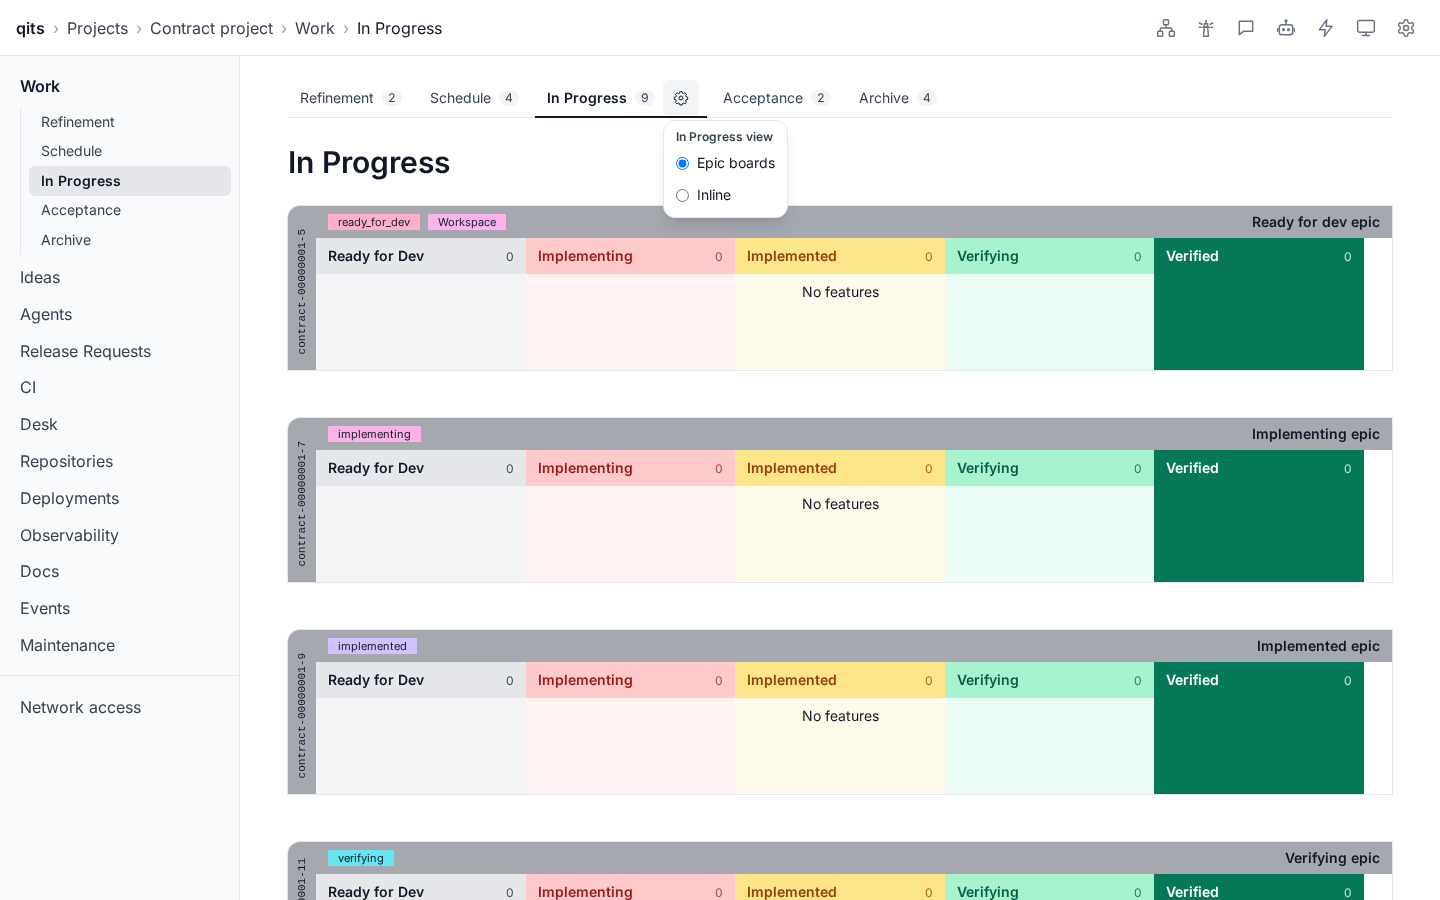 qits › Projects › Contract project › Work › In Progress
Work
Refinement
Schedule
In Progress
Acceptance
Archive
Ideas
Agents
Release Requests
CI
Desk
Repositories
Deployments
Observability
Docs
Events
Maintenance
Network access
Refinement 2 Schedule 4 In Progress 9 Acceptance 2 Archive 4
In Progress view
Epic boards
Inline
In Progress
contract-00000001-5
ready_for_dev Workspace Ready for dev epic
Ready for Dev 0 Implementing 0 Implemented 0 Verifying 0 Verified 0
No features
contract-00000001-7
implementing Implementing epic
Ready for Dev 0 Implementing 0 Implemented 0 Verifying 0 Verified 0
No features
contract-00000001-9
implemented Implemented epic
Ready for Dev 0 Implementing 0 Implemented 0 Verifying 0 Verified 0
No features
001-11
verifying Verifying epic
Ready for Dev 0 Implementing 0 Implemented 0 Verifying 0 Verified 0